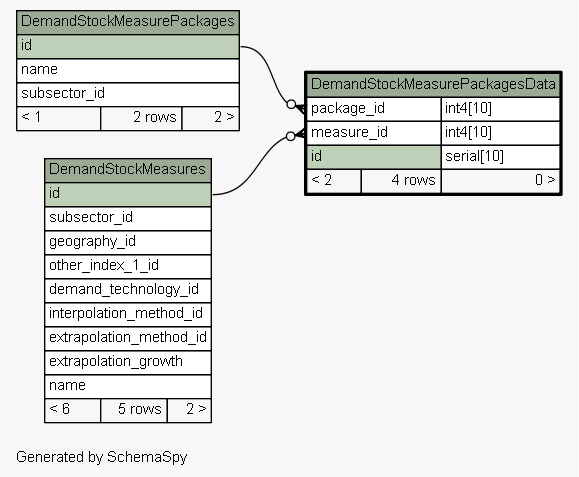 DemandStockMeasurePackages
id
name
subsector_id
< 1 2 rows 2 >
DemandStockMeasurePackagesData
package_id int4[10]
measure_id int4[10]
id serial[10]
< 2 4 rows 0 >
DemandStockMeasures
id
subsector_id
geography_id
other_index_1_id
demand_technology_id
interpolation_method_id
extrapolation_method_id
extrapolation_growth
name
< 6 5 rows 2 >
Generated by SchemaSpy